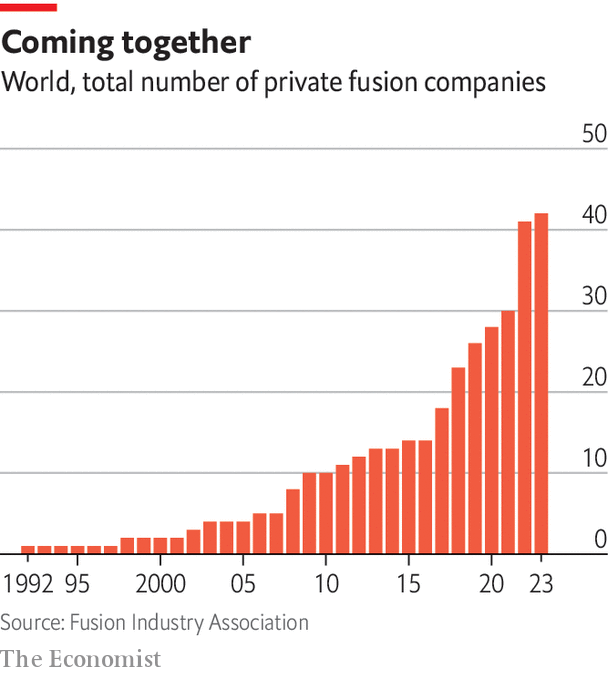 Coming together
World, total number of private fusion companies
50
40
30
20
10
0
1992 95 2000 05 10 15 20 23
Source: Fusion Industry Association
The Economist